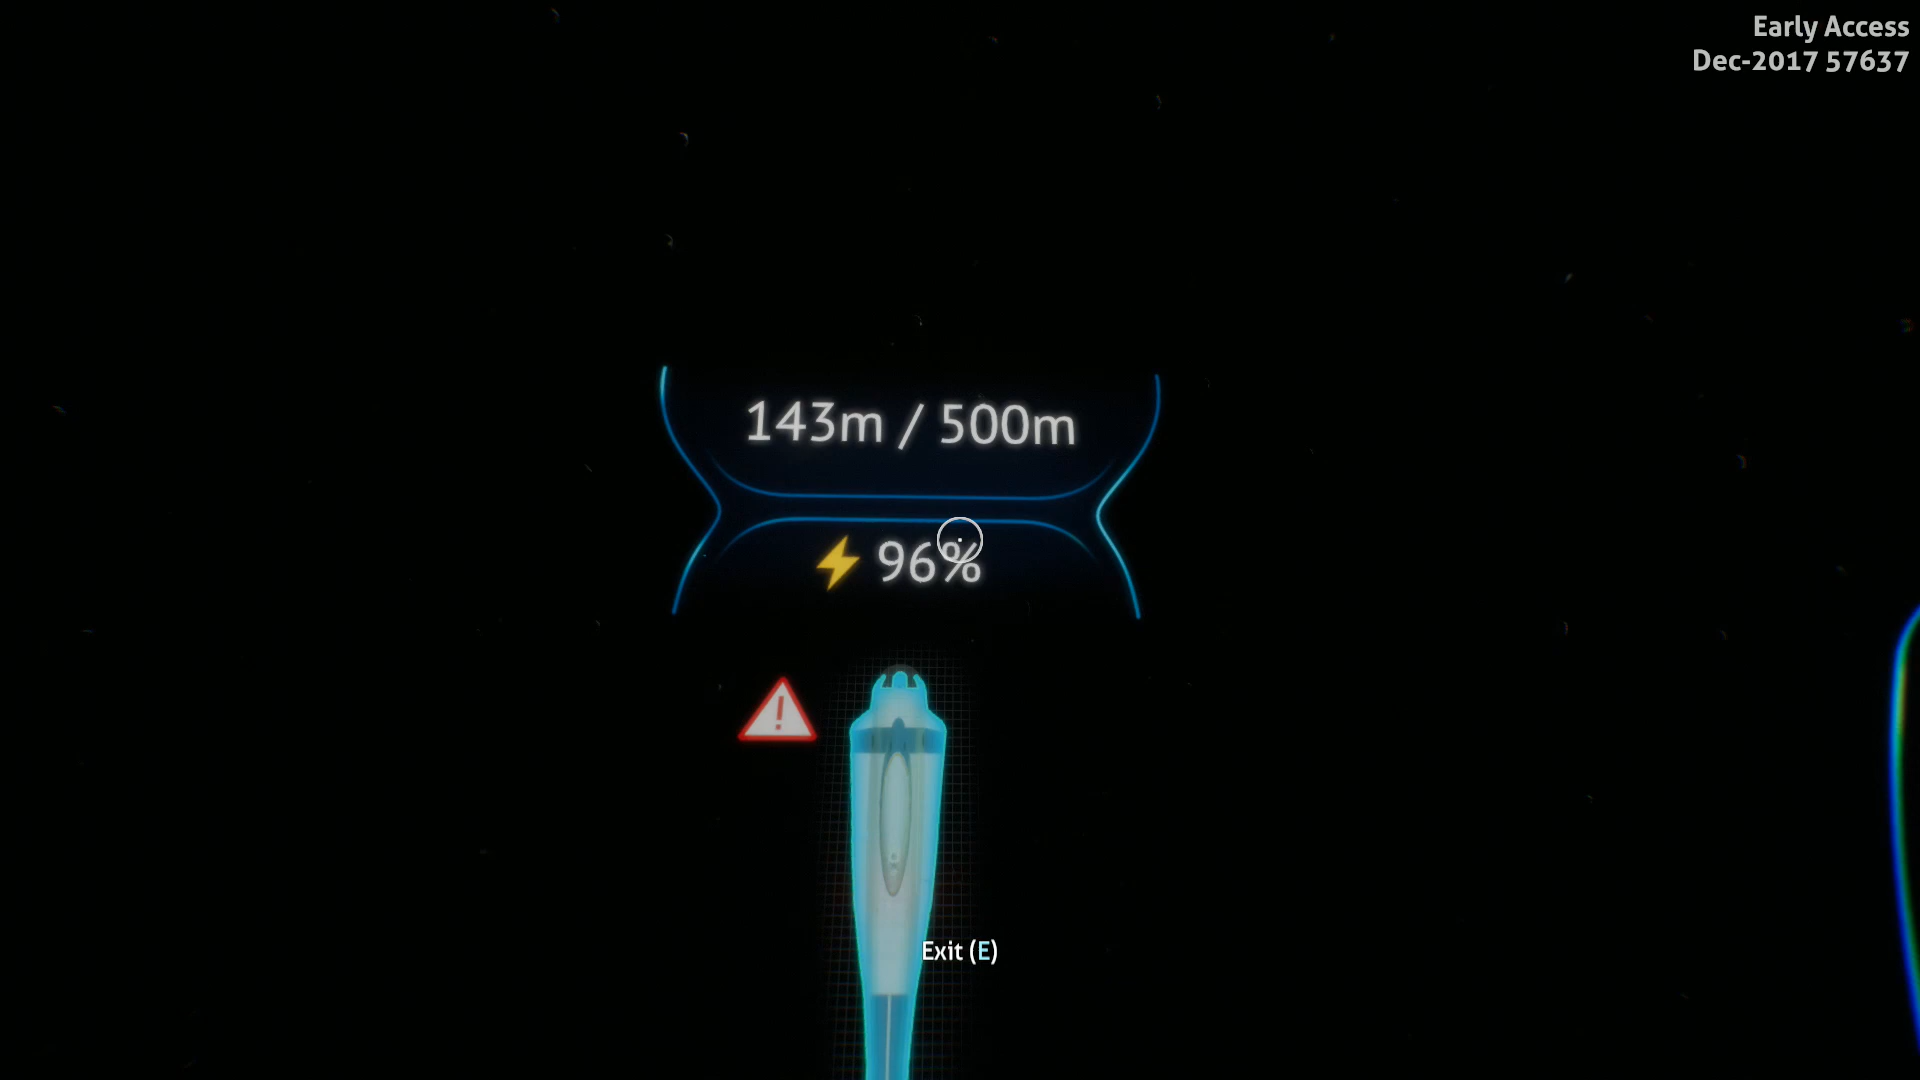 Early Access
Dec-2017 57637
143m / 500m
96%
!
Exit (E)